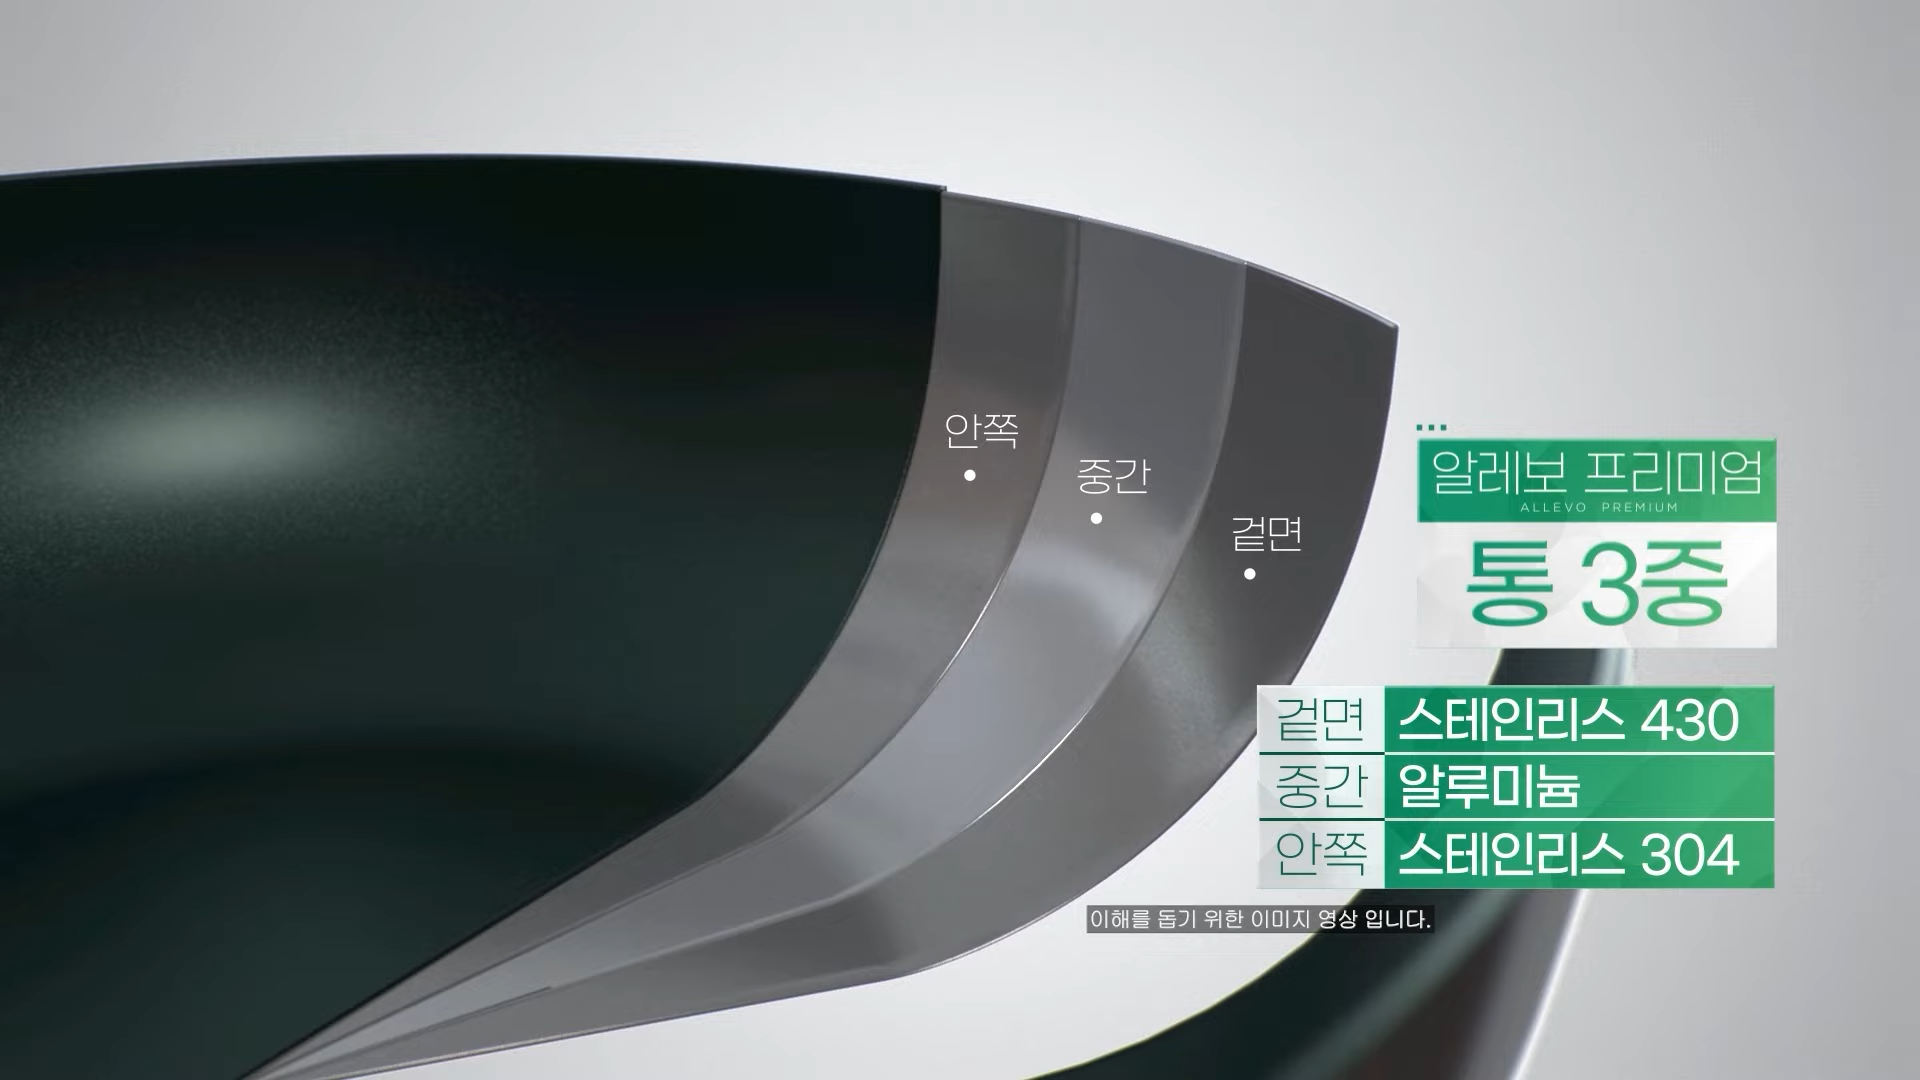 안쪽
중간
겉면
알레보 프리미엄
ALLEVO PREMIUM
통 3중
겉면 스테인리스 430
중간 알루미늄
안쪽 스테인리스 304
이해를 돕기 위한 이미지 영상 입니다.